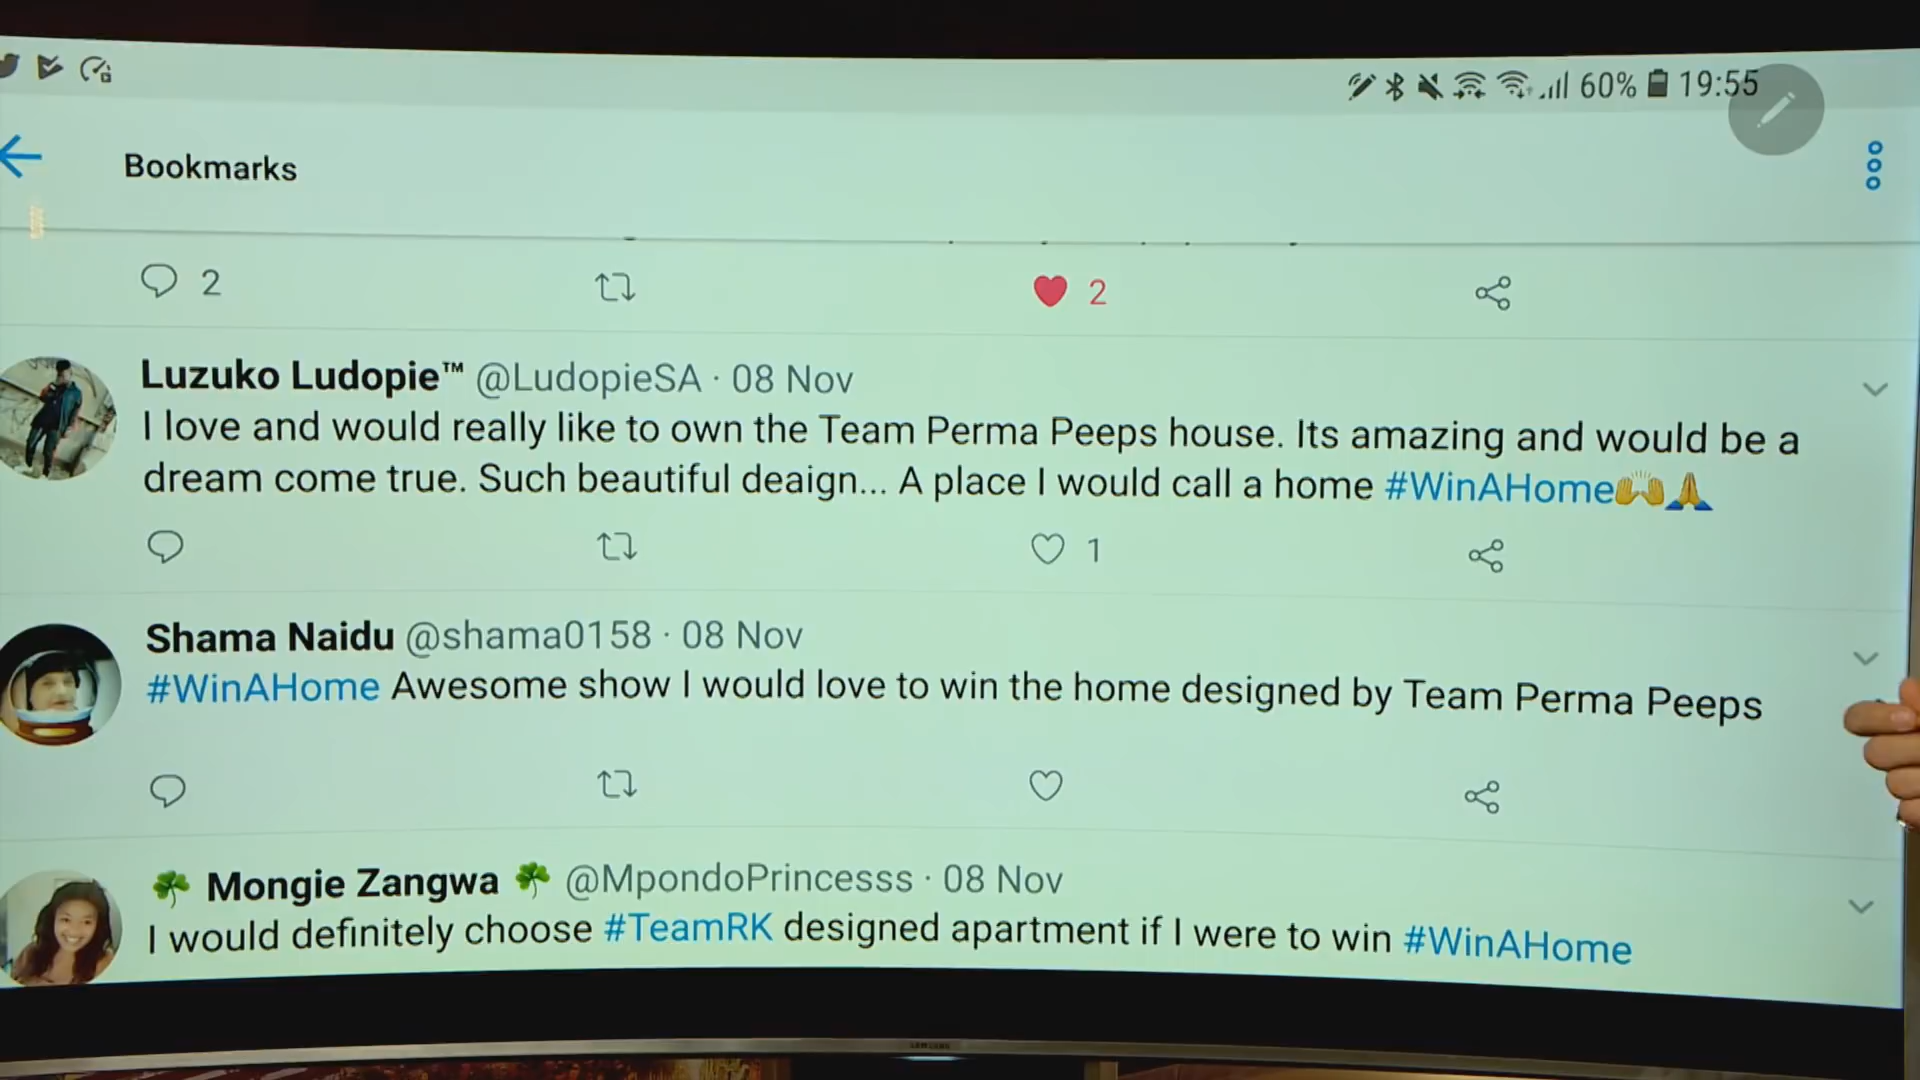 60% 19:55
Bookmarks
2 2
Luzuko Ludopie™ @LudopieSA · 08 Nov
I love and would really like to own the Team Perma Peeps house. Its amazing and would be a
dream come true. Such beautiful deaign... A place I would call a home #WinAHome🙌🙏
1
Shama Naidu @shama0158 · 08 Nov
#WinAHome Awesome show I would love to win the home designed by Team Perma Peeps
☘ Mongie Zangwa ☘ @MpondoPrincesss · 08 Nov
I would definitely choose #TeamRK designed apartment if I were to win #WinAHome
SAMSUNG